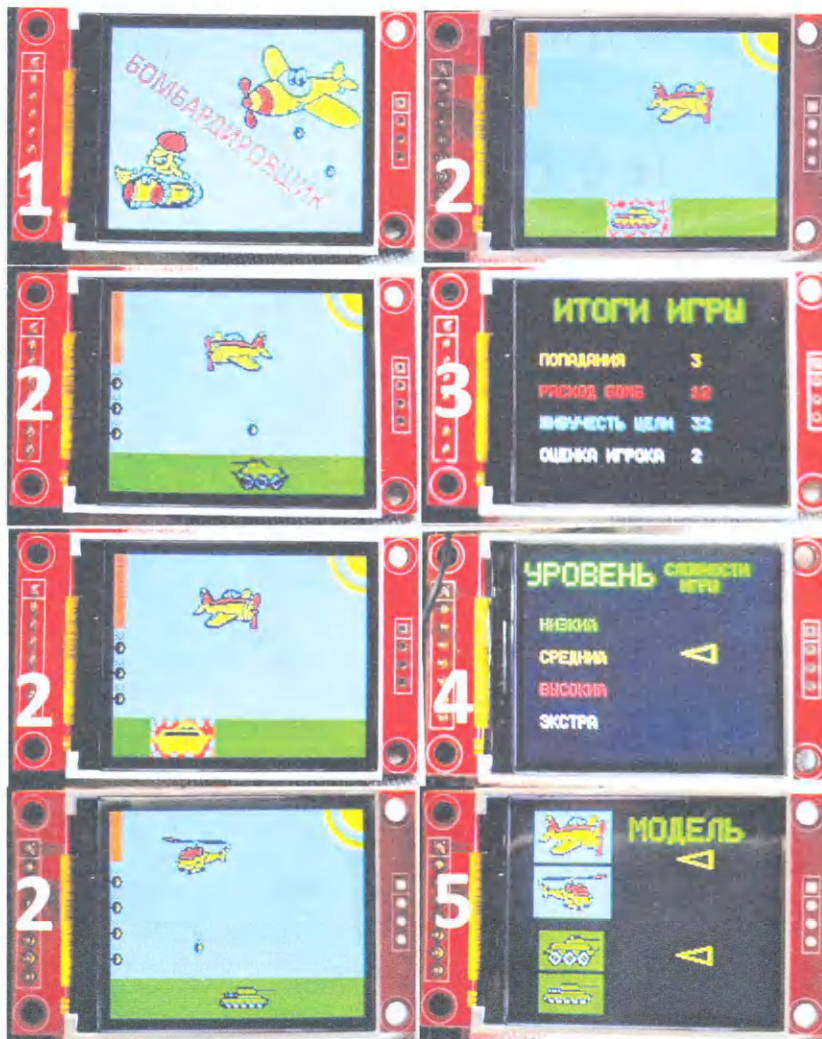 БОМБАРДИРОВЩИК
1
2
2
ИТОГИ ИГРЫ
ПОПАДАНИЯ 3
РАСХОД БОМБ 12
ЖИВУЧЕСТЬ ЦЕЛИ 32
ОЦЕНКА ИГРОКА 2
3
2
УРОВЕНЬ СЛОЖНОСТИ
ИГРЫ
НИЗКИЙ
СРЕДНИЙ
ВЫСОКИЙ
ЭКСТРА
4
2
МОДЕЛЬ
5